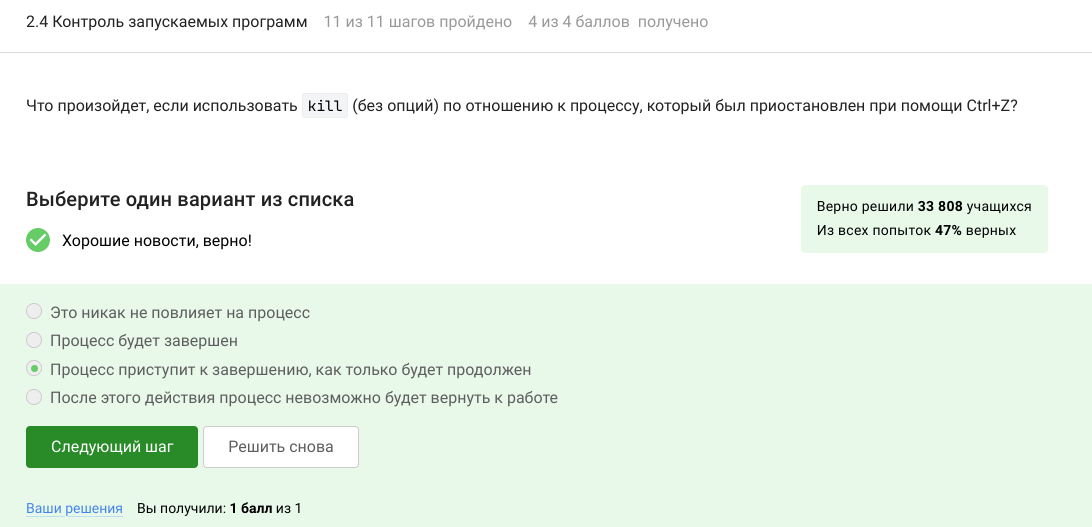 2.4 Контроль запускаемых программ 11 из 11 шагов пройдено 4 из 4 баллов получено
Что произойдет, если использовать kill (без опций) по отношению к процессу, который был приостановлен при помощи Ctrl+Z?
Выберите один вариант из списка
Хорошие новости, верно!
Верно решили 33 808 учащихся
Из всех попыток 47% верных
Это никак не повлияет на процесс
Процесс будет завершен
Процесс приступит к завершению, как только будет продолжен
После этого действия процесс невозможно будет вернуть к работе
Следующий шаг Решить снова
Ваши решения Вы получили: 1 балл из 1